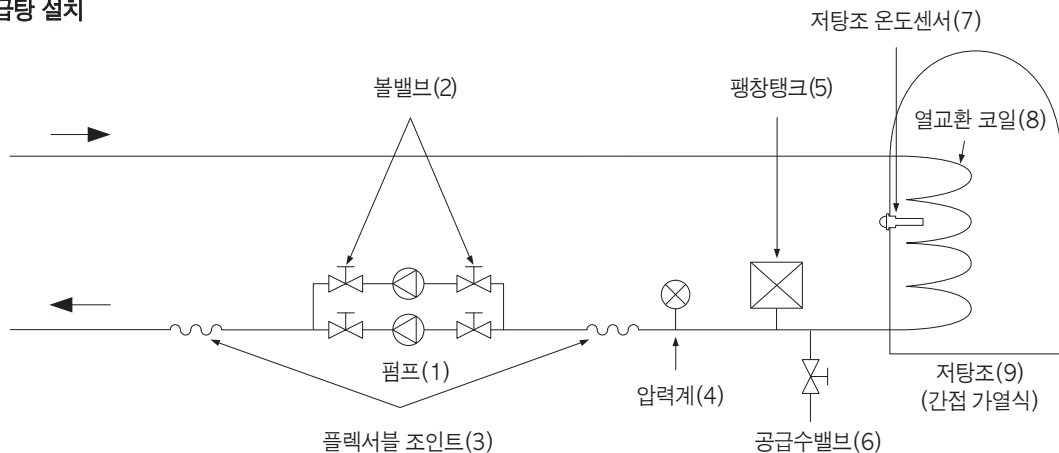 급탕 설치
저탕조 온도센서(7)
볼밸브(2)
팽창탱크(5)
열교환 코일(8)
펌프(1)
압력계(4)
저탕조(9)
(간접 가열식)
플렉서블 조인트(3)
공급수밸브(6)